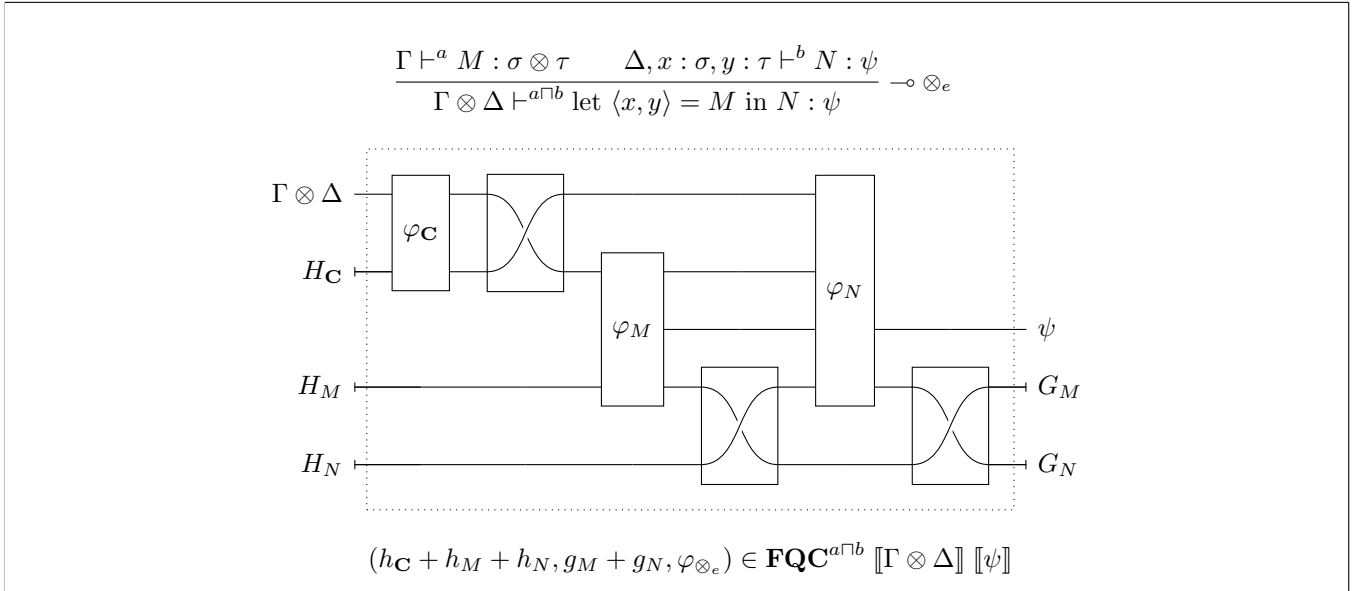 Γ ⊢^a M : σ ⊗ τ    Δ, x : σ, y : τ ⊢^b N : ψ
⊸ ⊗_e
Γ ⊗ Δ ⊢^{a⊓b} let ⟨x, y⟩ = M in N : ψ
Γ ⊗ Δ
φ_𝐂
H_𝐂
φ_N
φ_M
ψ
H_M
G_M
H_N
G_N
(h_𝐂 + h_M + h_N, g_M + g_N, φ_{⊗_e}) ∈ 𝐅𝐐𝐂^{a⊓b} ⟦Γ ⊗ Δ⟧ ⟦ψ⟧